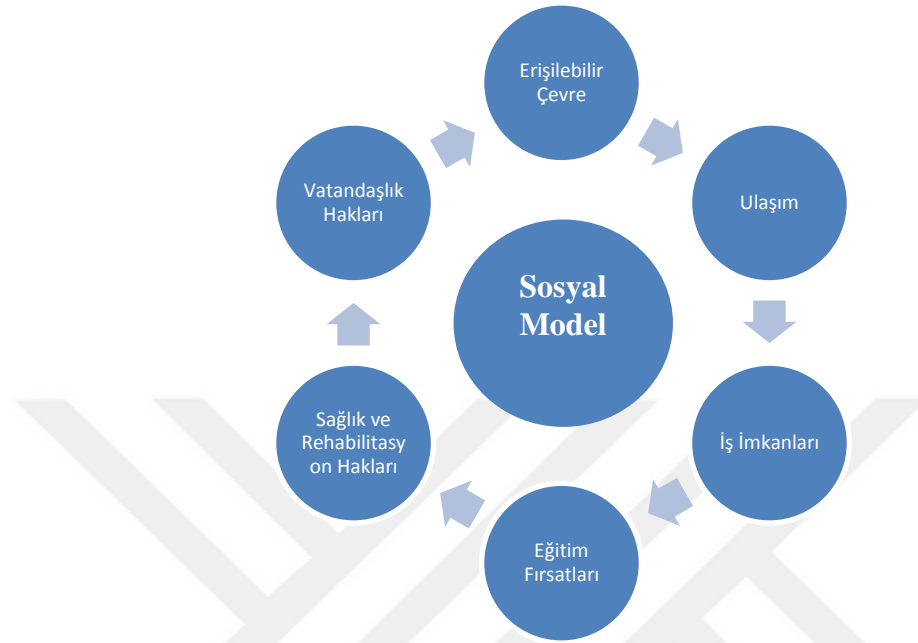 Erişilebilir
Çevre
Ulaşım
İş İmkanları
Eğitim
Fırsatları
Sağlık ve
Rehabilitasy
on Hakları
Vatandaşlık
Hakları
Sosyal
Model